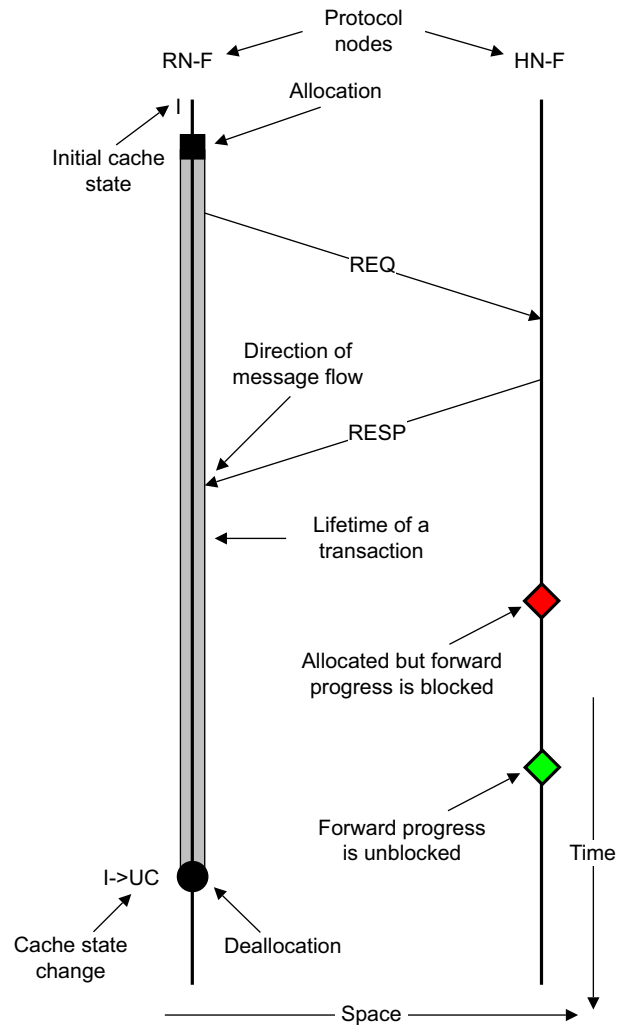 Protocol
nodes
RN-F
HN-F
I
Allocation
Initial cache
state
REQ
Direction of
message flow
RESP
Lifetime of a
transaction
Allocated but forward
progress is blocked
Forward progress
is unblocked
Time
I->UC
Cache state
change
Deallocation
Space